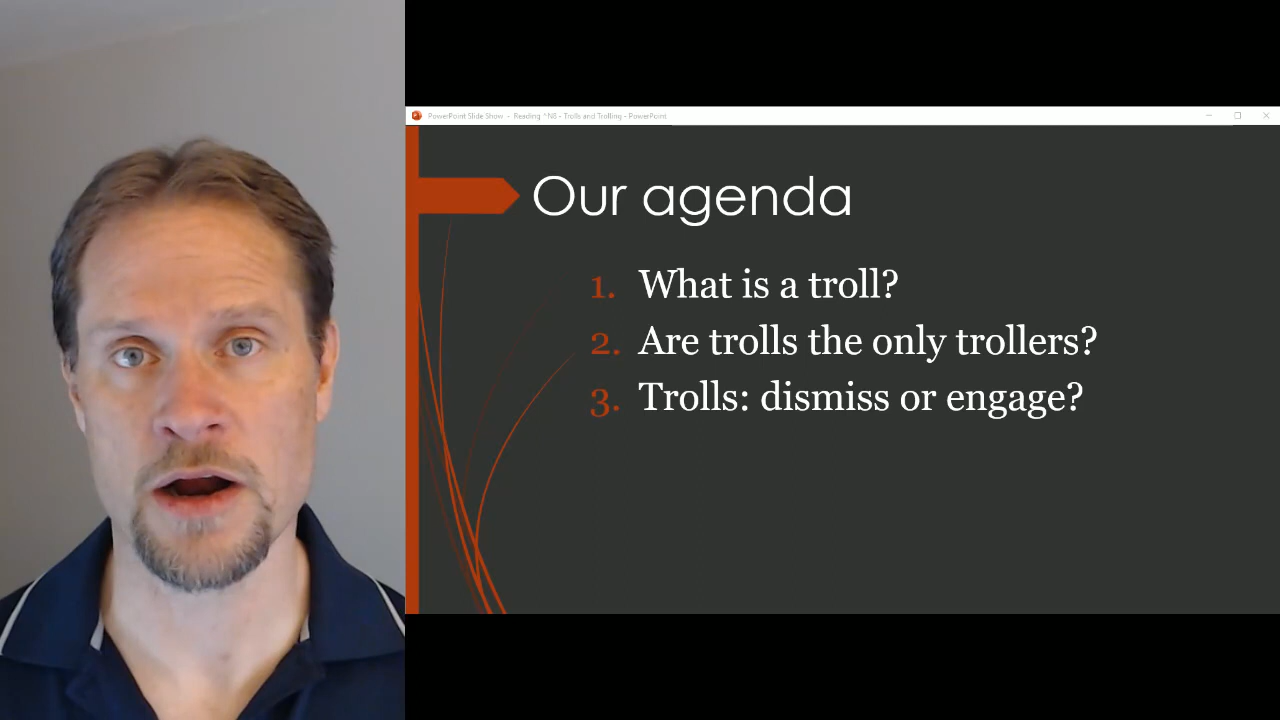 PowerPoint Slide Show - Reading ^N8 - Trolls and Trolling - PowerPoint
Our agenda
1. What is a troll?
2. Are trolls the only trollers?
3. Trolls: dismiss or engage?